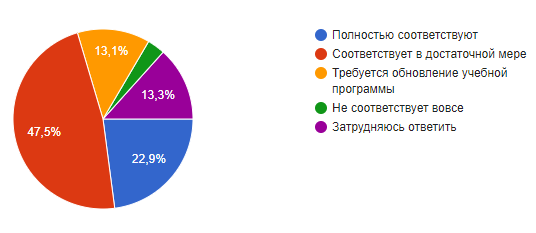 13,1%
13,3%
47,5%
22,9%
Полностью соответствуют
Соответствует в достаточной мере
Требуется обновление учебной
программы
Не соответствует вовсе
Затрудняюсь ответить